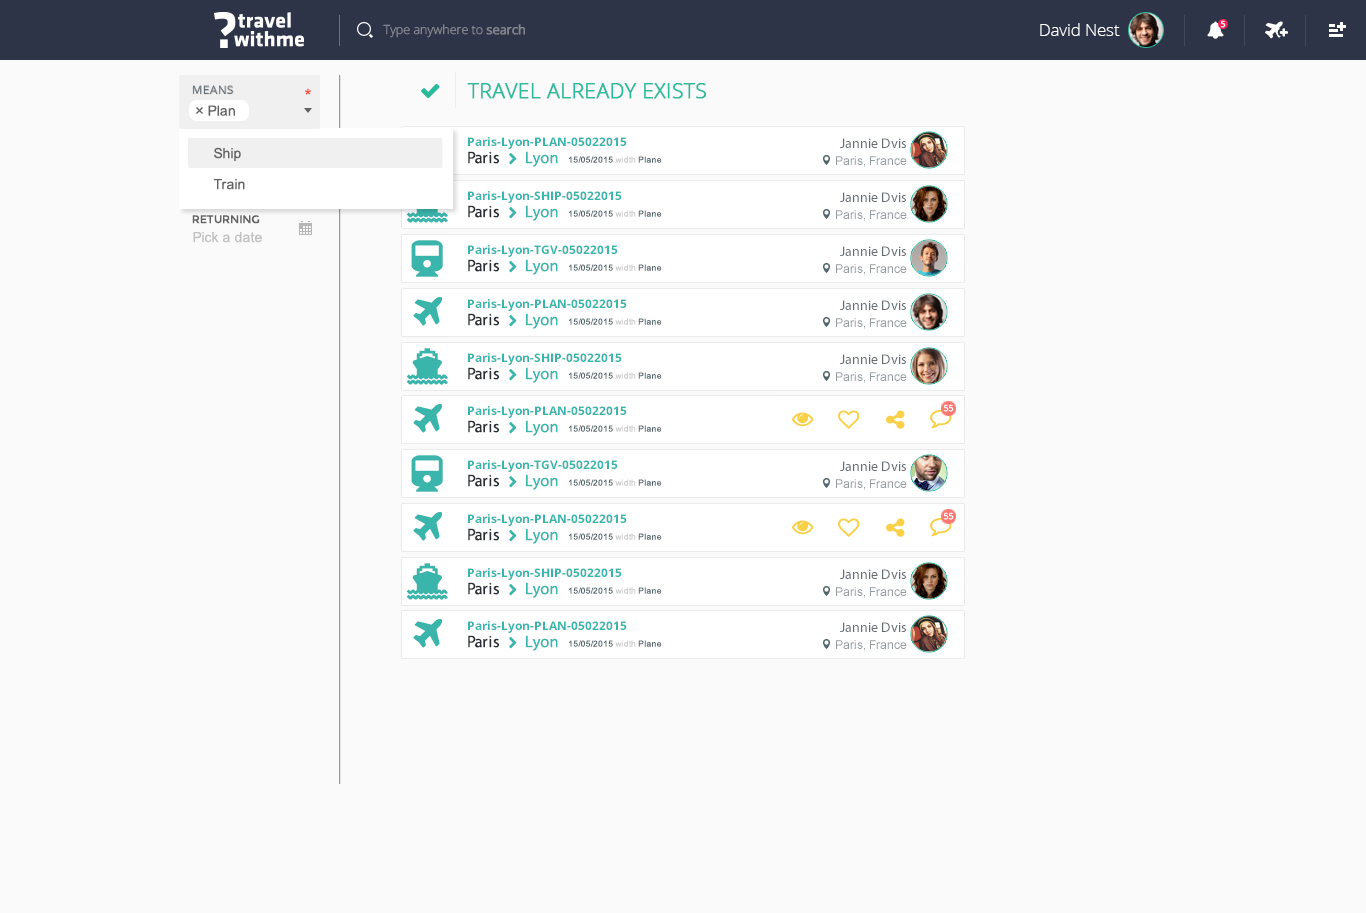 travel
withme
Type anywhere to search
David Nest
5
MEANS *
× Plan
Ship
Train
RETURNING
Pick a date
TRAVEL ALREADY EXISTS
Paris-Lyon-PLAN-05022015
Paris > Lyon 15/05/2015 width Plane
Jannie Dvis
Paris, France
Paris-Lyon-SHIP-05022015
Paris > Lyon 15/05/2015 width Plane
Jannie Dvis
Paris, France
Paris-Lyon-TGV-05022015
Paris > Lyon 15/05/2015 width Plane
Jannie Dvis
Paris, France
Paris-Lyon-PLAN-05022015
Paris > Lyon 15/05/2015 width Plane
Jannie Dvis
Paris, France
Paris-Lyon-SHIP-05022015
Paris > Lyon 15/05/2015 width Plane
Jannie Dvis
Paris, France
Paris-Lyon-PLAN-05022015
Paris > Lyon 15/05/2015 width Plane
55
Paris-Lyon-TGV-05022015
Paris > Lyon 15/05/2015 width Plane
Jannie Dvis
Paris, France
Paris-Lyon-PLAN-05022015
Paris > Lyon 15/05/2015 width Plane
55
Paris-Lyon-SHIP-05022015
Paris > Lyon 15/05/2015 width Plane
Jannie Dvis
Paris, France
Paris-Lyon-PLAN-05022015
Paris > Lyon 15/05/2015 width Plane
Jannie Dvis
Paris, France